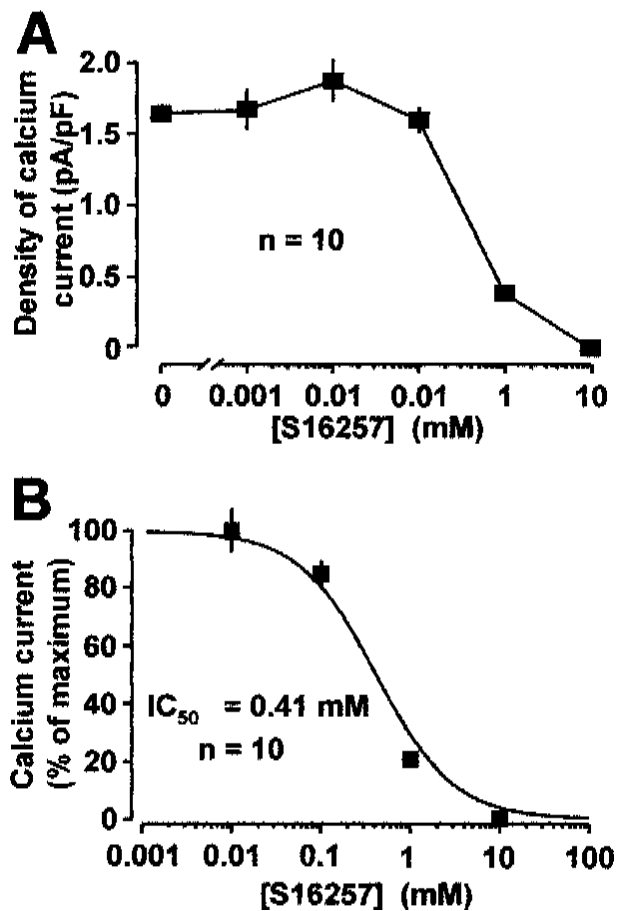 A
Density of calcium
current (pA/pF)
2.0
1.5
1.0
0.5
0
n = 10
0 0.001 0.01 0.01 1 10
[S16257] (mM)
B
Calcium current
(% of maximum)
100
80
60
40
20
0
IC50 = 0.41 mM
n = 10
0.001 0.01 0.1 1 10 100
[S16257] (mM)